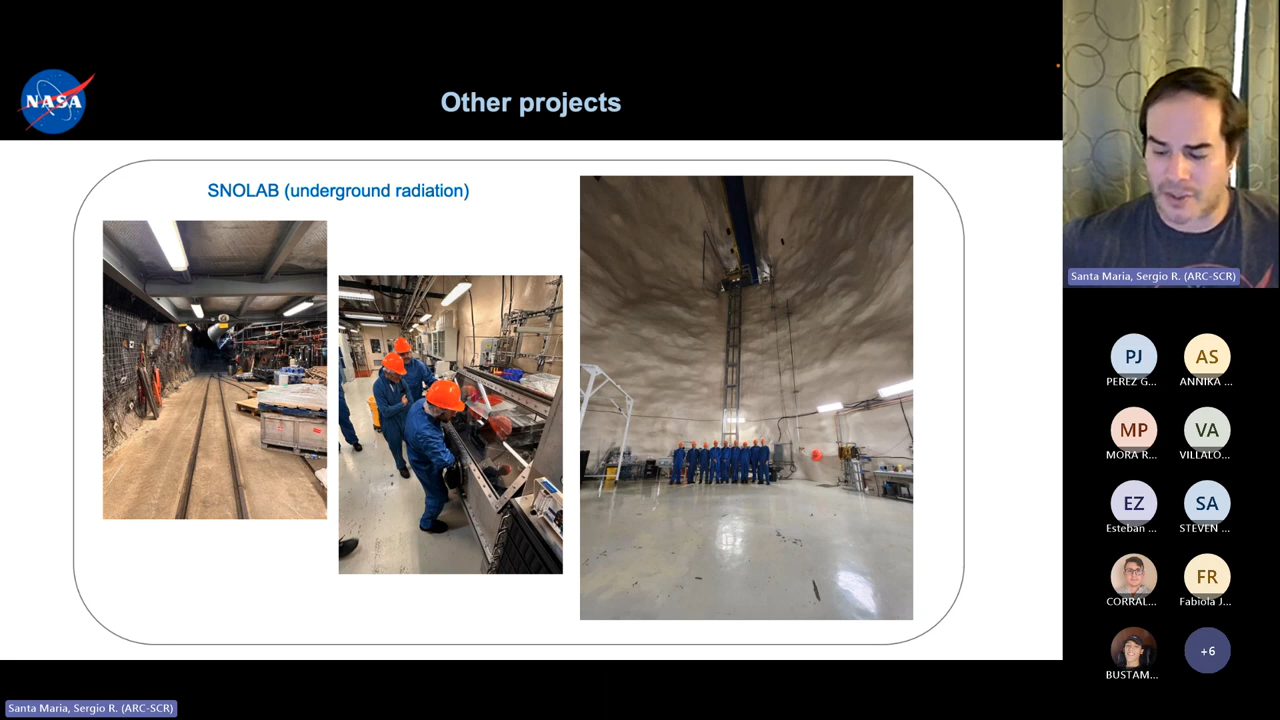 NASA
Other projects
SNOLAB (underground radiation)
Santa Maria, Sergio R. (ARC-SCR)
PJ
AS
PEREZ G...
ANNIKA ...
MP
VA
MORA R...
VILLALO...
EZ
SA
Esteban ...
STEVEN ...
FR
CORRAL...
Fabiola J...
+6
BUSTAM...
Santa Maria, Sergio R. (ARC-SCR)